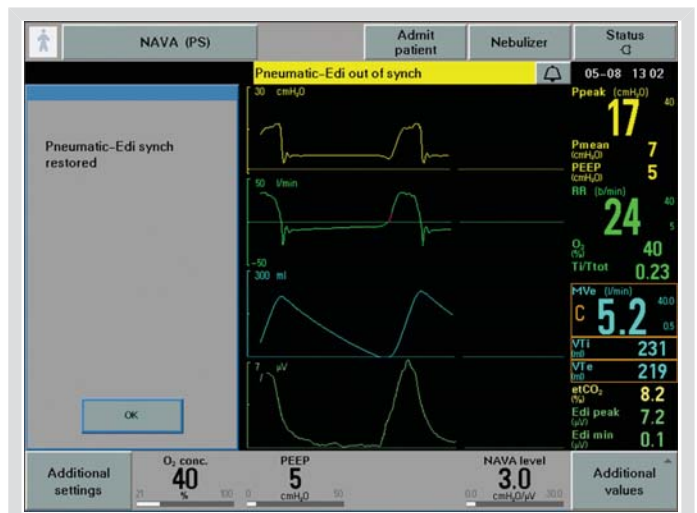 NAVA (PS)
Admit
patient
Nebulizer
Status
Pneumatic-Edi out of synch
05-08 13 02
Pneumatic-Edi synch
restored
OK
30 cmH₂O
50 l/min
-50
300 ml
7 µV
Ppeak (cmH₂O)
17
40
Pmean
(cmH₂O)
7
PEEP
(cmH₂O)
5
RR (b/min)
24
40
5
O₂
(%)
40
Ti/Ttot
0.23
MVe (l/min)
C 5.2
40.0
0.5
VTi
(ml)
231
VTe
(ml)
219
etCO₂
(%)
8.2
Edi peak
(µV)
7.2
Edi min
(µV)
0.1
Additional
settings
O₂ conc.
40
21 % 100
PEEP
5
0 cmH₂O 50
NAVA level
3.0
0.0 cmH₂O/µV 30.0
Additional
values